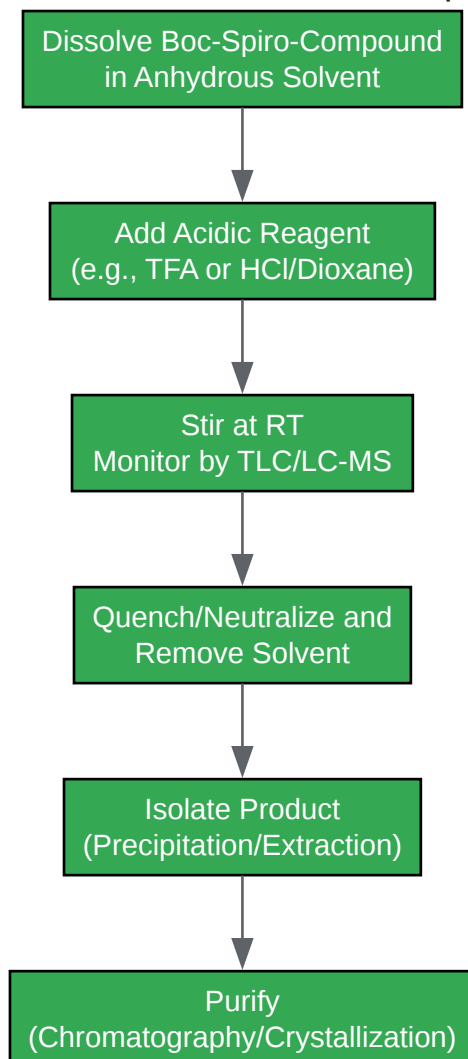 Dissolve Boc-Spiro-Compound
in Anhydrous Solvent
Add Acidic Reagent
(e.g., TFA or HCl/Dioxane)
Stir at RT
Monitor by TLC/LC-MS
Quench/Neutralize and
Remove Solvent
Isolate Product
(Precipitation/Extraction)
Purify
(Chromatography/Crystallization)